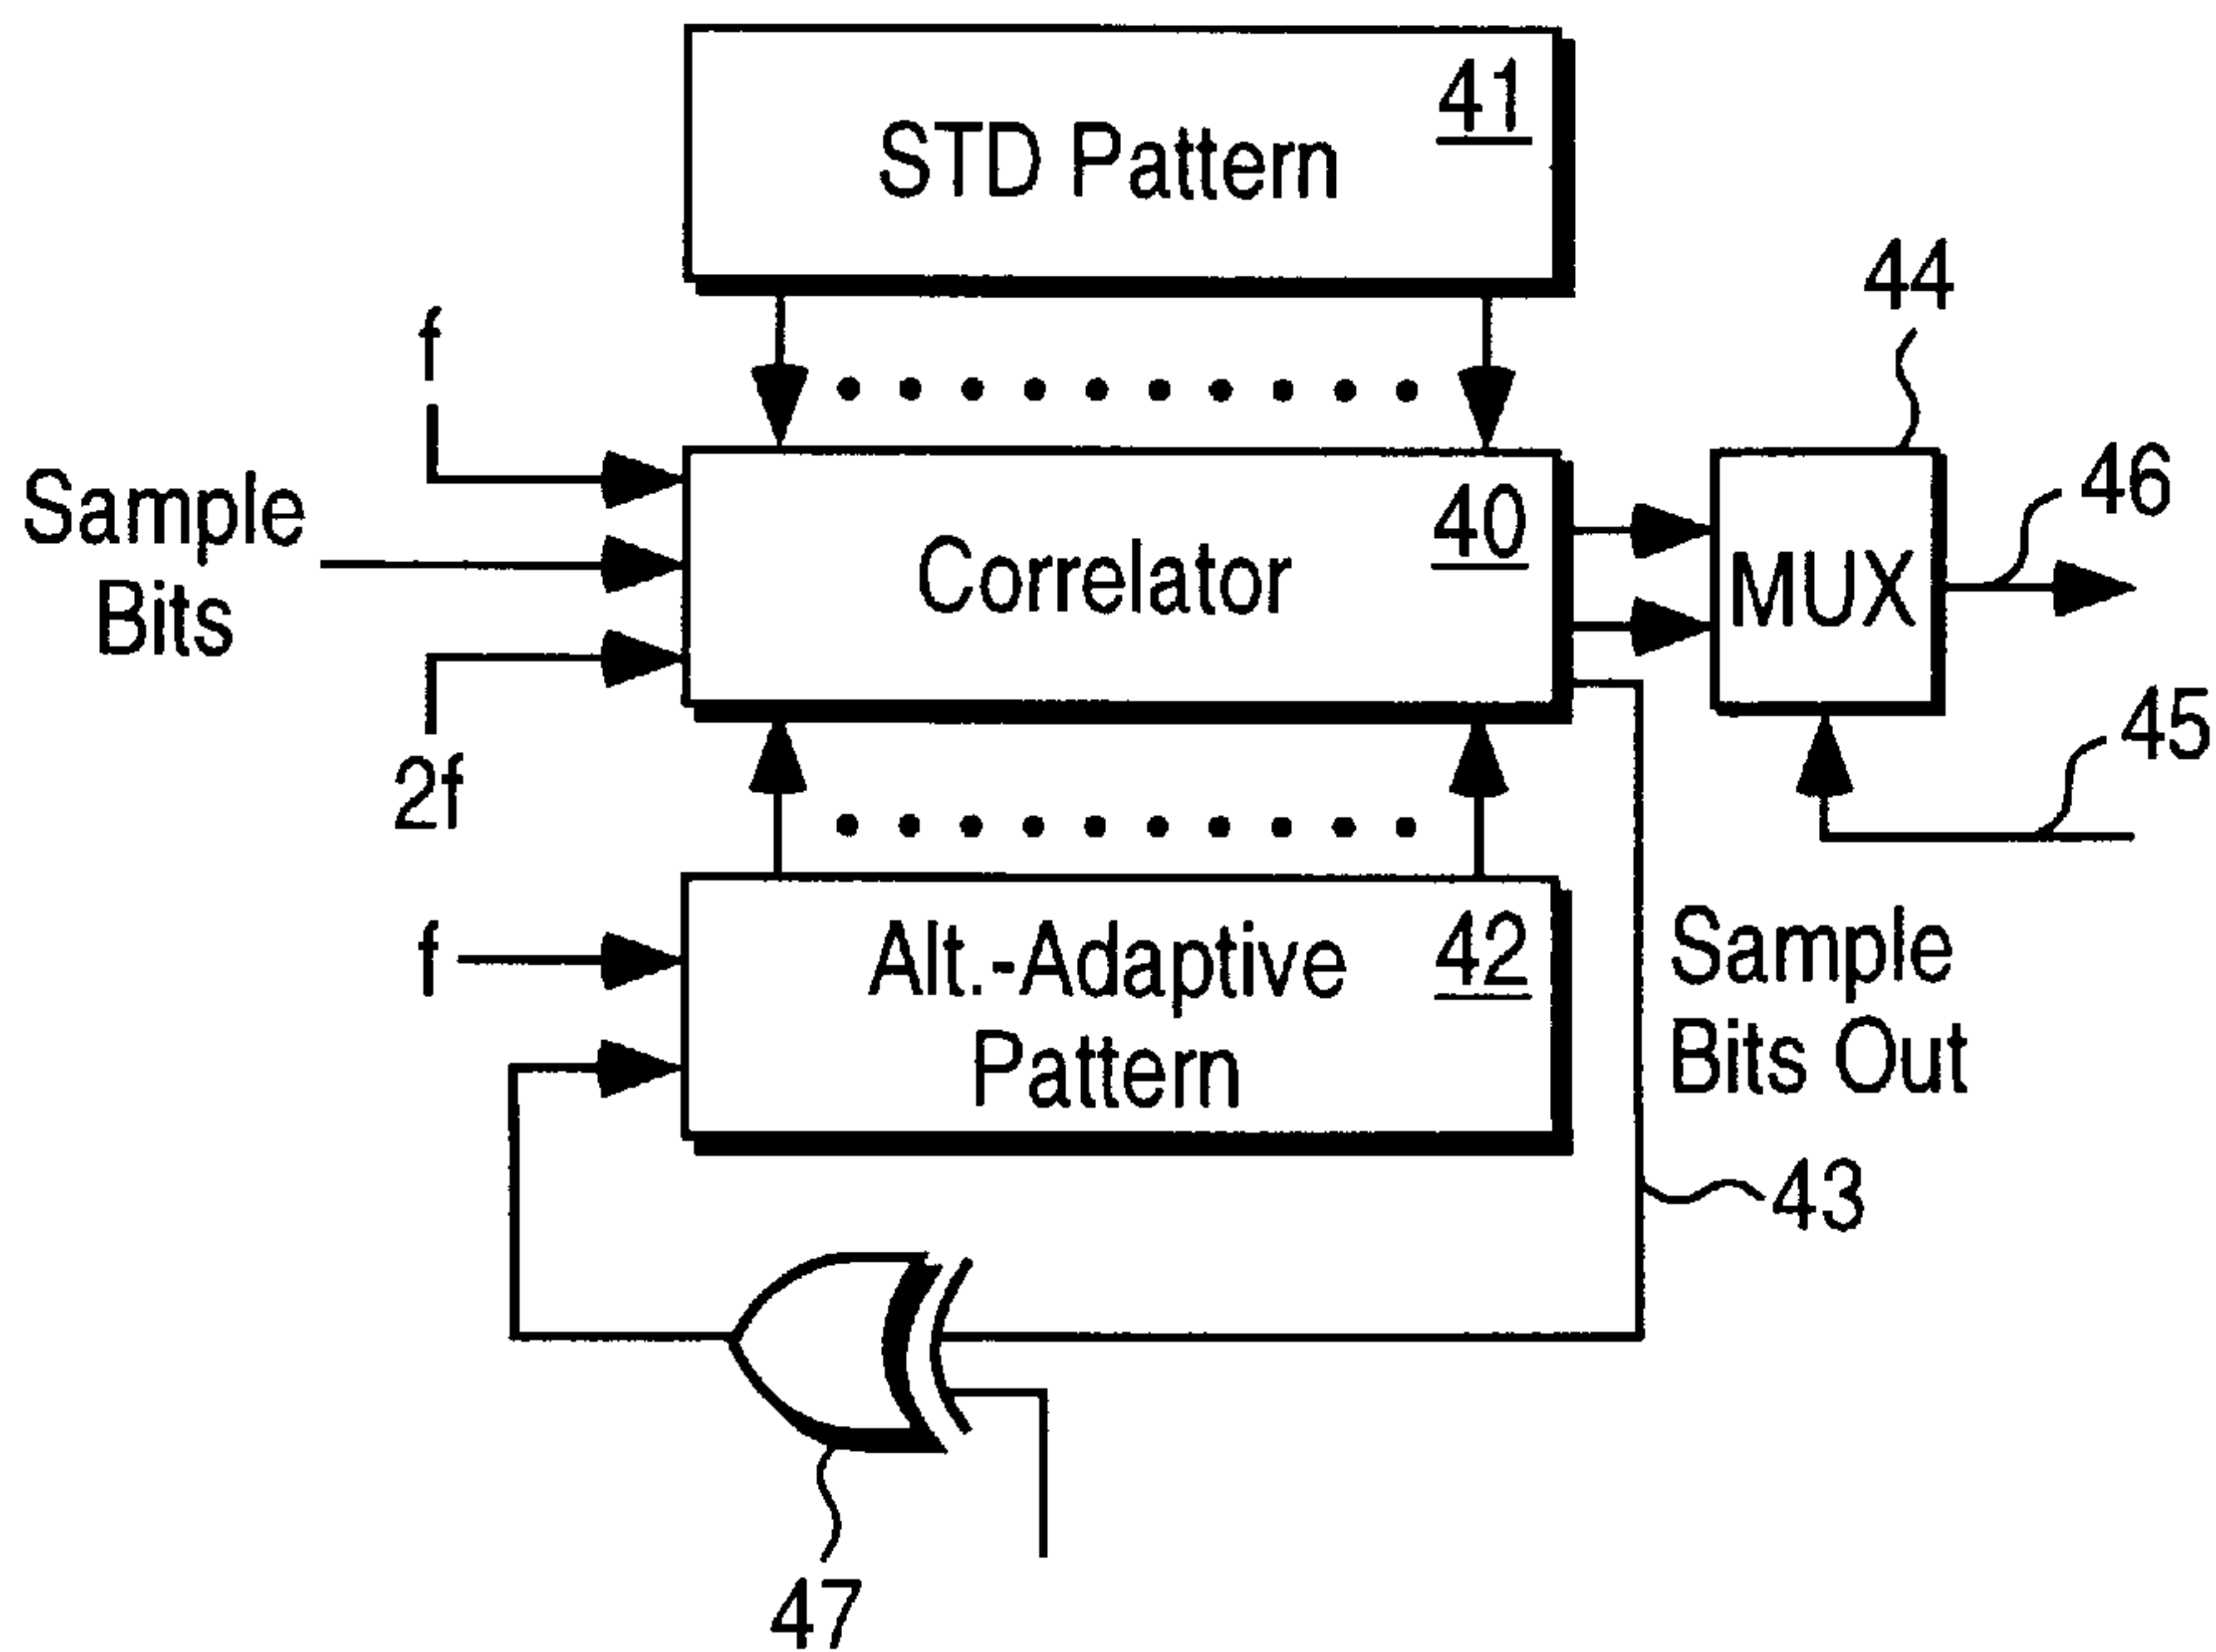 41
STD Pattern
44
f
46
Sample
Bits
40
Correlator
MUX
45
2f
f
Alt.-Adaptive
Pattern
42
Sample
Bits Out
43
47